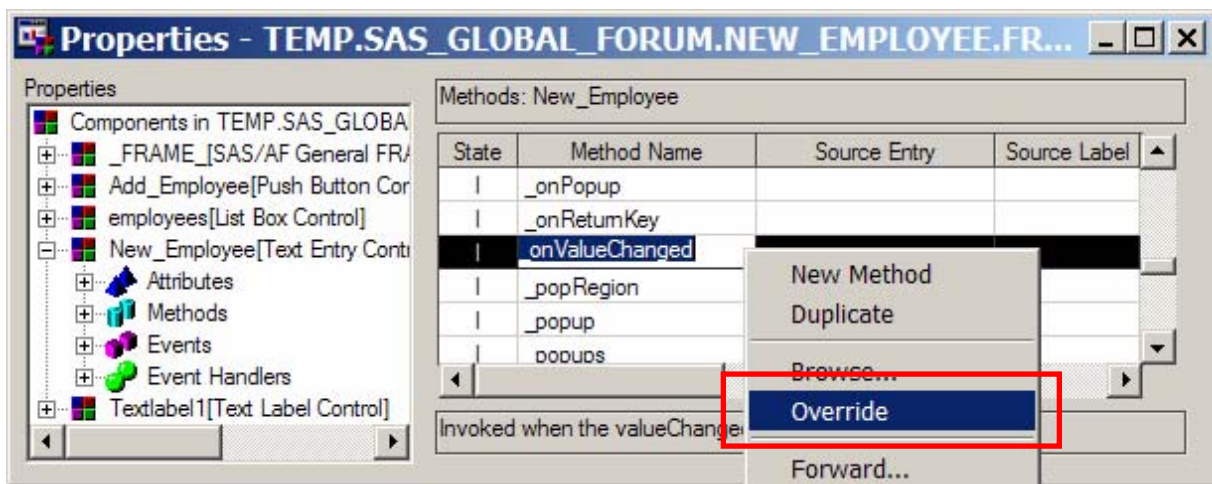 Properties - TEMP.SAS_GLOBAL_FORUM.NEW_EMPLOYEE.FR...
Properties
Components in TEMP.SAS_GLOBA
_FRAME_[SAS/AF General FRA
Add_Employee[Push Button Cor
employees[List Box Control]
New_Employee[Text Entry Contr
Attributes
Methods
Events
Event Handlers
Textlabel1[Text Label Control]
Methods: New_Employee
State Method Name Source Entry Source Label
I _onPopup
I _onReturnKey
I _onValueChanged
I _popRegion
I _popup
I _popups
Invoked when the valueChanged
New Method
Duplicate
Browse...
Override
Forward...